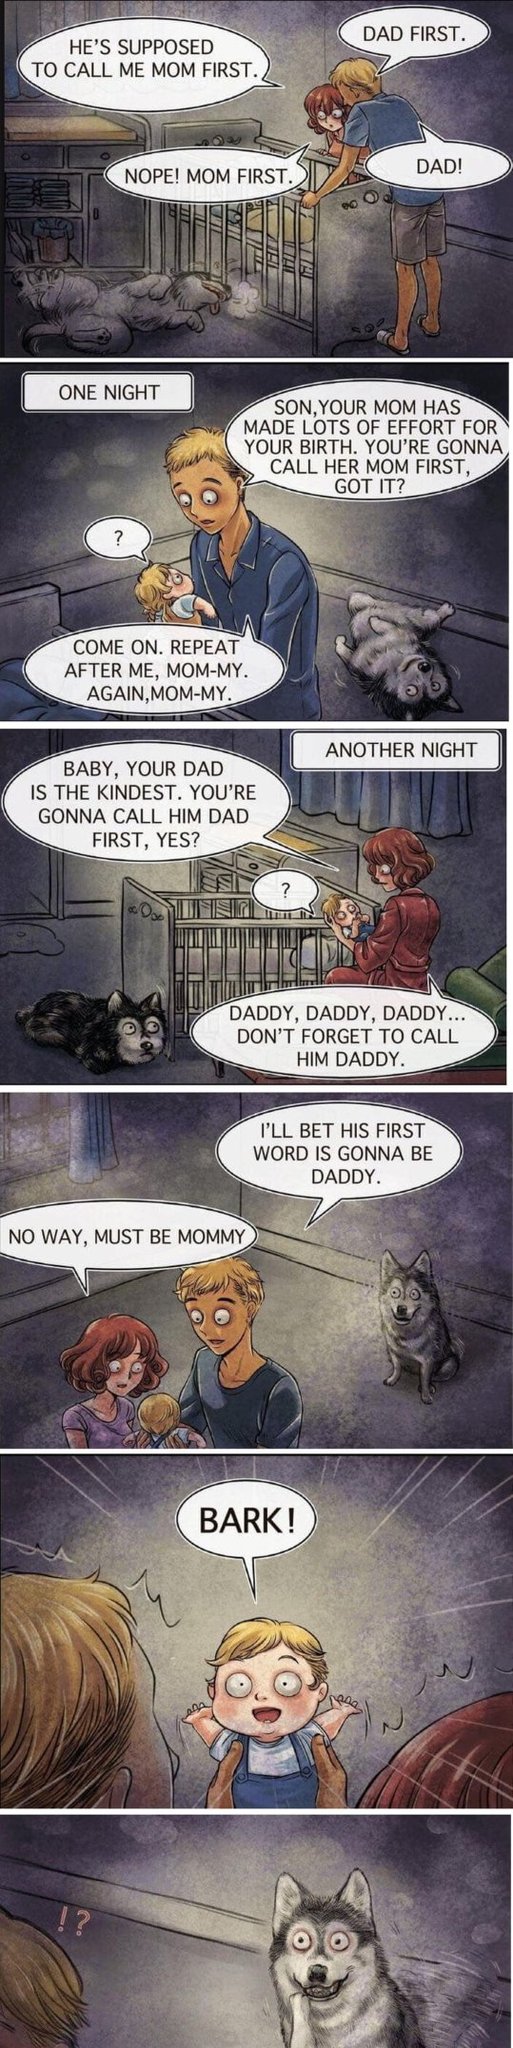 HE'S SUPPOSED
TO CALL ME MOM FIRST.
DAD FIRST.
NOPE! MOM FIRST.
DAD!
ONE NIGHT
SON,YOUR MOM HAS
MADE LOTS OF EFFORT FOR
YOUR BIRTH. YOU'RE GONNA
CALL HER MOM FIRST,
GOT IT?
?
COME ON. REPEAT
AFTER ME, MOM-MY.
AGAIN,MOM-MY.
ANOTHER NIGHT
BABY, YOUR DAD
IS THE KINDEST. YOU'RE
GONNA CALL HIM DAD
FIRST, YES?
?
DADDY, DADDY, DADDY...
DON'T FORGET TO CALL
HIM DADDY.
I'LL BET HIS FIRST
WORD IS GONNA BE
DADDY.
NO WAY, MUST BE MOMMY
BARK!
!?